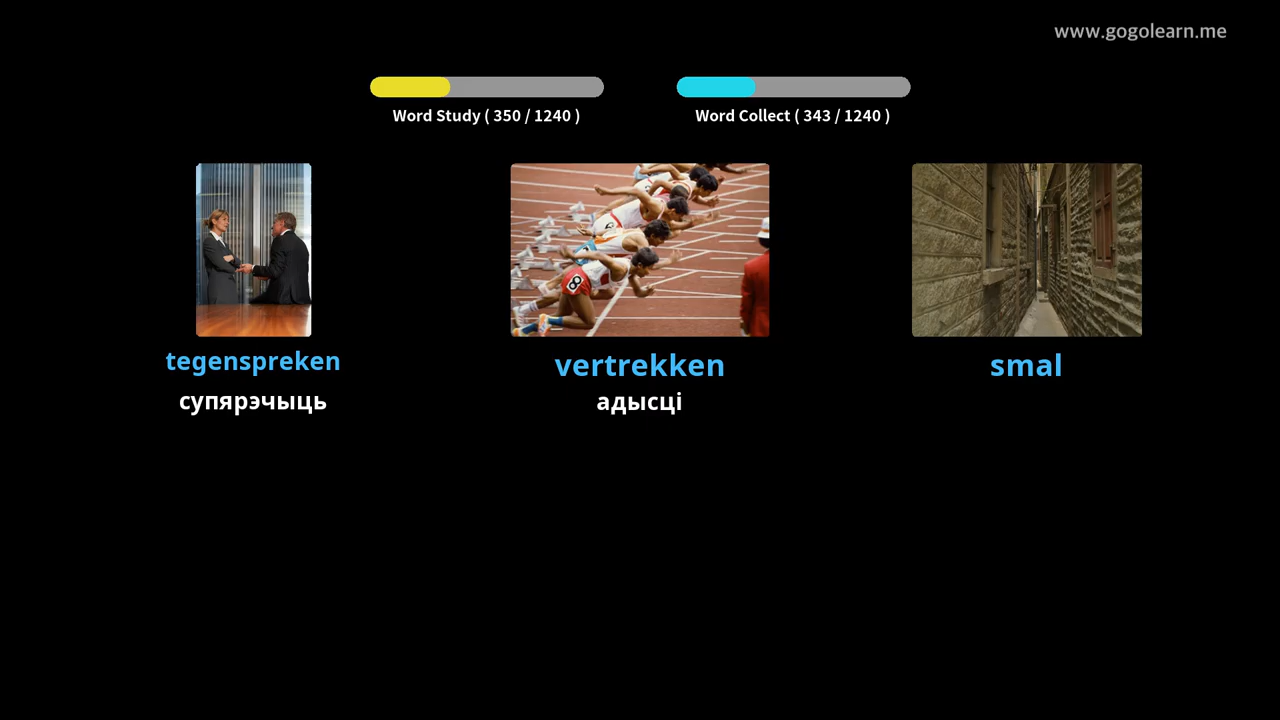 www.gogolearn.me
Word Study ( 350 / 1240 )
Word Collect ( 343 / 1240 )
tegenspreken
vertrekken
smal
супярэчыць
адысці